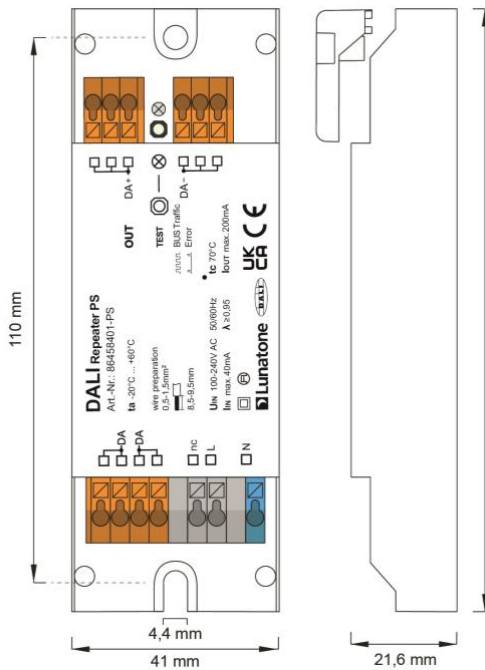 110 mm
DA+
DA−
OUT
TEST
BUS Traffic
Error
DALI Repeater PS
Art.-Nr.: 86458401-PS
ta -20°C ... +60°C
wire preparation
0,5-1,5mm²
8,5-9,5mm
tc 70°C
UIN 100-240V AC 50/60Hz
IOUT max. 200mA
IIN max. 40mA λ ≥0,95
Lunatone
DALI
UK
CA
CE
DA
DA
nc
L
N
4,4 mm
41 mm
21,6 mm